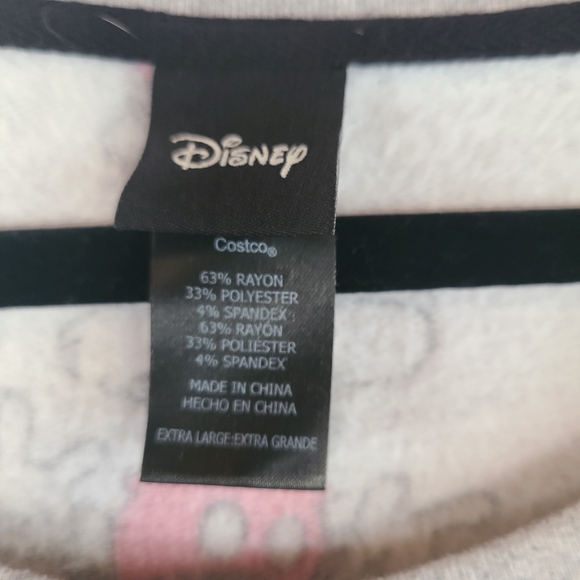 Disney
Costco®
63% RAYON
33% POLYESTER
4% SPANDEX
63% RAYÓN
33% POLIÉSTER
4% SPANDEX
MADE IN CHINA
HECHO EN CHINA
EXTRA LARGE:EXTRA GRANDE